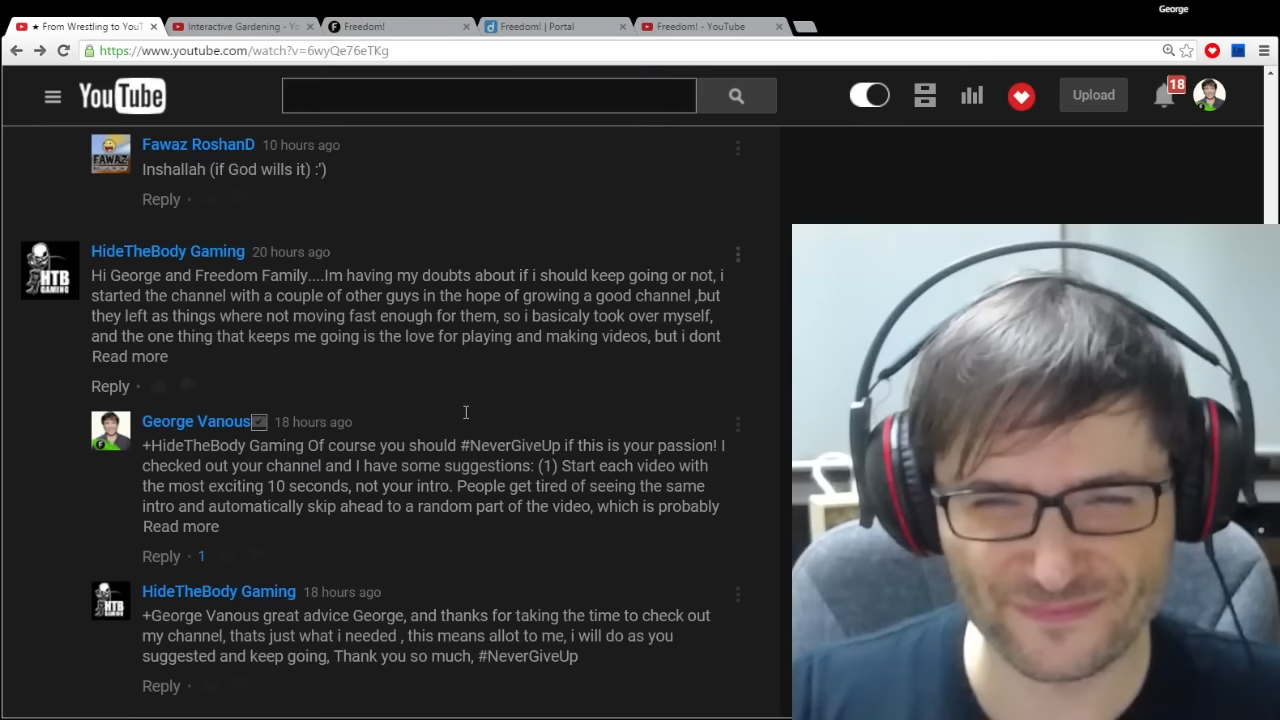 George
★ From Wrestling to YouT
Interactive Gardening - Yo
Freedom!
Freedom! | Portal
Freedom! - YouTube
https://www.youtube.com/watch?v=6wyQe76eTKg
YouTube
Upload
18
Fawaz RoshanD 10 hours ago
Inshallah (if God wills it) :')
Reply
HideTheBody Gaming 20 hours ago
Hi George and Freedom Family....Im having my doubts about if i should keep going or not, i
started the channel with a couple of other guys in the hope of growing a good channel ,but
they left as things where not moving fast enough for them, so i basicaly took over myself,
and the one thing that keeps me going is the love for playing and making videos, but i dont
Read more
Reply
George Vanous 18 hours ago
+HideTheBody Gaming Of course you should #NeverGiveUp if this is your passion! I
checked out your channel and I have some suggestions: (1) Start each video with
the most exciting 10 seconds, not your intro. People get tired of seeing the same
intro and automatically skip ahead to a random part of the video, which is probably
Read more
Reply · 1
HideTheBody Gaming 18 hours ago
+George Vanous great advice George, and thanks for taking the time to check out
my channel, thats just what i needed , this means allot to me, i will do as you
suggested and keep going, Thank you so much, #NeverGiveUp
Reply
FAWAZ
HTB
GAMING
HTB